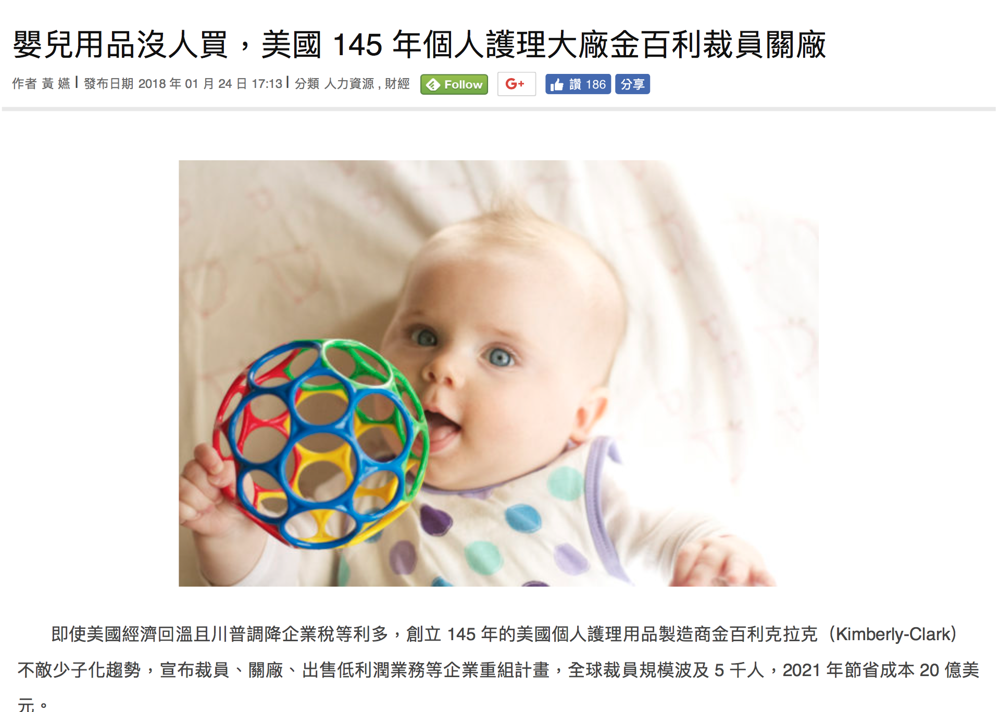 嬰兒用品沒人買，美國 145 年個人護理大廠金百利裁員關廠
作者 黃 嬿 | 發布日期 2018 年 01 月 24 日 17:13 | 分類 人力資源 , 財經 Follow G+ 讚 186 分享
即使美國經濟回溫且川普調降企業稅等利多，創立 145 年的美國個人護理用品製造商金百利克拉克（Kimberly-Clark）
不敵少子化趨勢，宣布裁員、關廠、出售低利潤業務等企業重組計畫，全球裁員規模波及 5 千人，2021 年節省成本 20 億美
元。